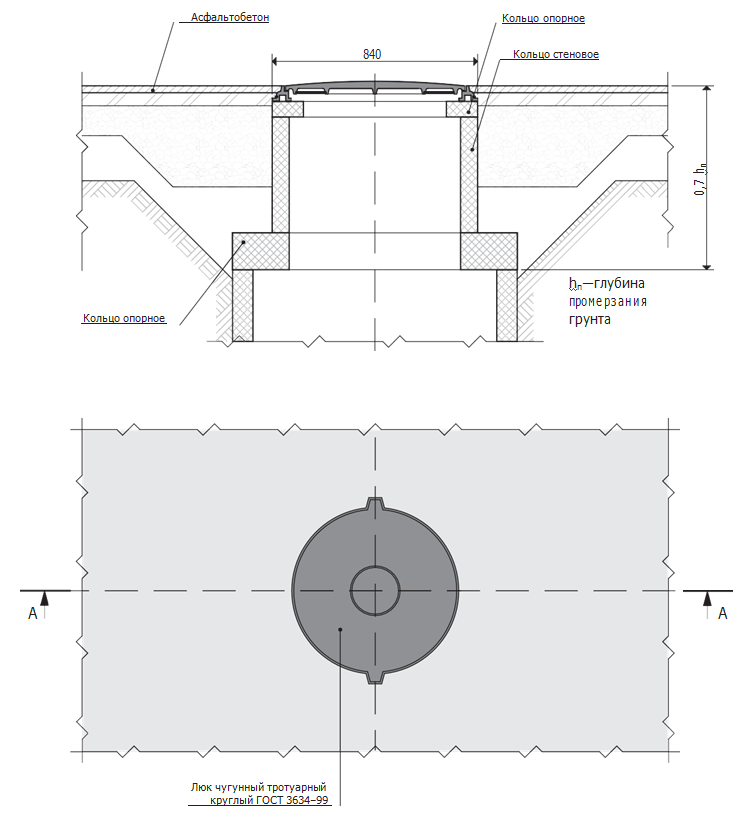 Асфальтобетон
Кольцо опорное
840
Кольцо стеновое
0,7 hп
hп—глубина
промерзания
грунта
Кольцо опорное
А
А
Люк чугунный тротуарный
круглый ГОСТ 3634–99